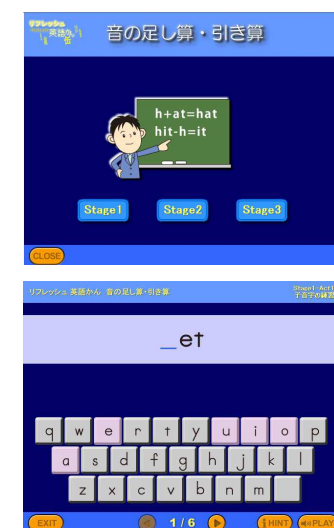 リフレッシュ
英語かん
音の足し算・引き算
h+at=hat
hit-h=it
Stage1 Stage2 Stage3
CLOSE
リフレッシュ 英語かん 音の足し算・引き算
Stage1-Act1
子音字の練習
_et
q w e r t y u i o p
a s d f g h j k l
z x c v b n m
EXIT 1 / 6 HINT PLAY